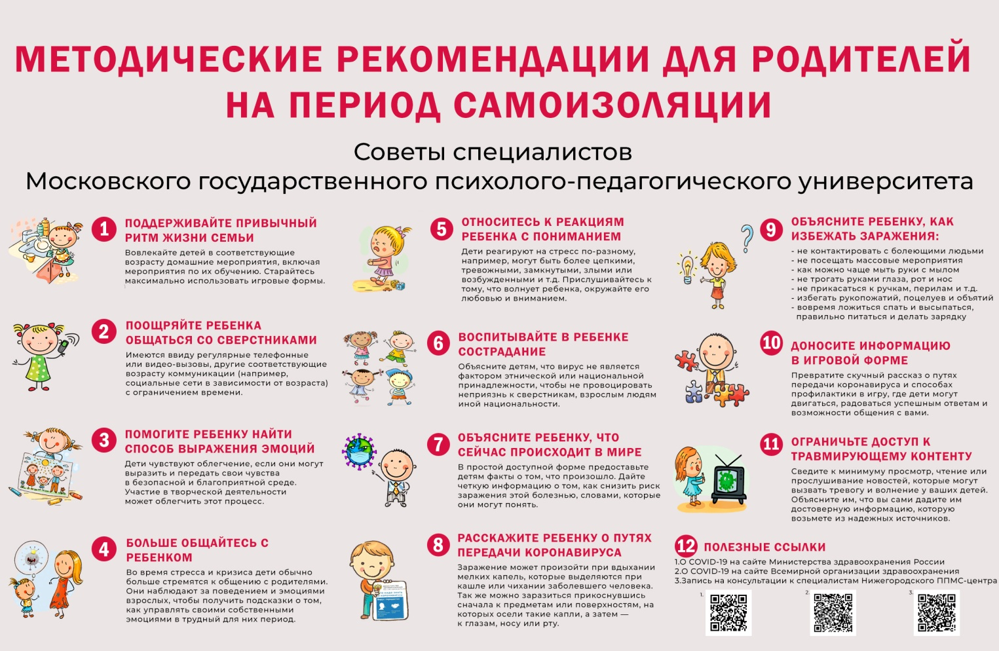 МЕТОДИЧЕСКИЕ РЕКОМЕНДАЦИИ ДЛЯ РОДИТЕЛЕЙ
НА ПЕРИОД САМОИЗОЛЯЦИИ
Советы специалистов
Московского государственного психолого-педагогического университета
1
ПОДДЕРЖИВАЙТЕ ПРИВЫЧНЫЙ
РИТМ ЖИЗНИ СЕМЬИ
Вовлекайте детей в соответствующие
возрасту домашние мероприятия, включая
мероприятия по их обучению. Старайтесь
максимально использовать игровые формы.
2
ПООЩРЯЙТЕ РЕБЕНКА
ОБЩАТЬСЯ СО СВЕРСТНИКАМИ
Имеются ввиду регулярные телефонные
или видео-вызовы, другие соответствующие
возрасту коммуникации (например,
социальные сети в зависимости от возраста)
с ограничением времени.
3
ПОМОГИТЕ РЕБЕНКУ НАЙТИ
СПОСОБ ВЫРАЖЕНИЯ ЭМОЦИЙ
Дети чувствуют облегчение, если они могут
выразить и передать свои чувства
в безопасной и благоприятной среде.
Участие в творческой деятельности
может облегчить этот процесс.
4
БОЛЬШЕ ОБЩАЙТЕСЬ С
РЕБЕНКОМ
Во время стресса и кризиса дети обычно
больше стремятся к общению с родителями.
Они наблюдают за поведением и эмоциями
взрослых, чтобы получить подсказки о том,
как управлять своими собственными
эмоциями в трудный для них период.
5
ОТНОСИТЕСЬ К РЕАКЦИЯМ
РЕБЕНКА С ПОНИМАНИЕМ
Дети реагируют на стресс по-разному,
например, могут быть более цепкими,
тревожными, замкнутыми, злыми или
возбужденными и т.д. Прислушивайтесь к
тому, что волнует ребенка, окружайте его
любовью и вниманием.
6
ВОСПИТЫВАЙТЕ В РЕБЕНКЕ
СОСТРАДАНИЕ
Объясните детям, что вирус не является
фактором этнической или национальной
принадлежности, чтобы не провоцировать
неприязнь к сверстникам, взрослым людям
иной национальности.
7
ОБЪЯСНИТЕ РЕБЕНКУ, ЧТО
СЕЙЧАС ПРОИСХОДИТ В МИРЕ
В простой доступной форме предоставьте
детям факты о том, что произошло. Дайте
четкую информацию о том, как снизить риск
заражения этой болезнью, словами, которые
они могут понять.
8
РАССКАЖИТЕ РЕБЕНКУ О ПУТЯХ
ПЕРЕДАЧИ КОРОНАВИРУСА
Заражение может произойти при вдыхании
мелких капель, которые выделяются при
кашле или чихании заболевшего человека.
Так же можно заразиться прикоснувшись
сначала к предметам или поверхностям, на
которых осели такие капли, а затем —
к глазам, носу или рту.
9
ОБЪЯСНИТЕ РЕБЕНКУ, КАК
ИЗБЕЖАТЬ ЗАРАЖЕНИЯ:
- не контактировать с болеющими людьми
- не посещать массовые мероприятия
- как можно чаще мыть руки с мылом
- не трогать руками глаза, рот и нос
- не прикасаться к ручкам, перилам и т.д.
- избегать рукопожатий, поцелуев и объятий
- вовремя ложиться спать и высыпаться,
правильно питаться и делать зарядку
10
ДОНОСИТЕ ИНФОРМАЦИЮ
В ИГРОВОЙ ФОРМЕ
Превратите скучный рассказ о путях
передачи коронавируса и способах
профилактики в игру, где дети могут
двигаться, радоваться успешным ответам и
возможности общения с вами.
11
ОГРАНИЧЬТЕ ДОСТУП К
ТРАВМИРУЮЩЕМУ КОНТЕНТУ
Сведите к минимуму просмотр, чтение или
прослушивание новостей, которые могут
вызвать тревогу и волнение у ваших детей.
Объясните им, что вы сами дадите им
достоверную информацию, которую
возьмете из надежных источников.
12
ПОЛЕЗНЫЕ ССЫЛКИ
1.О COVID-19 на сайте Министерства здравоохранения России
2.О COVID-19 на сайте Всемирной организации здравоохранения
3.Запись на консультации к специалистам Нижегородского ППМС-центра
1.
2.
3.